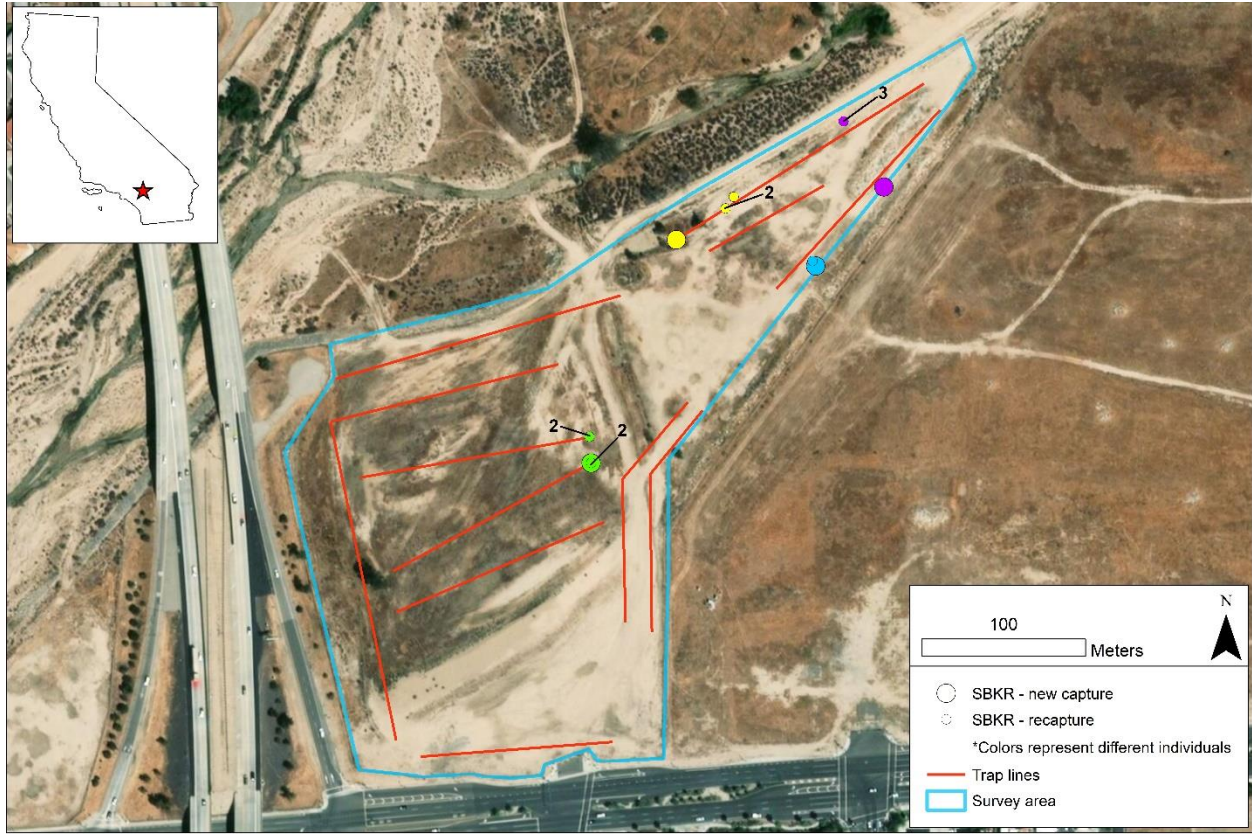 3
2
2
2
N
100
Meters
SBKR - new capture
SBKR - recapture
*Colors represent different individuals
Trap lines
Survey area